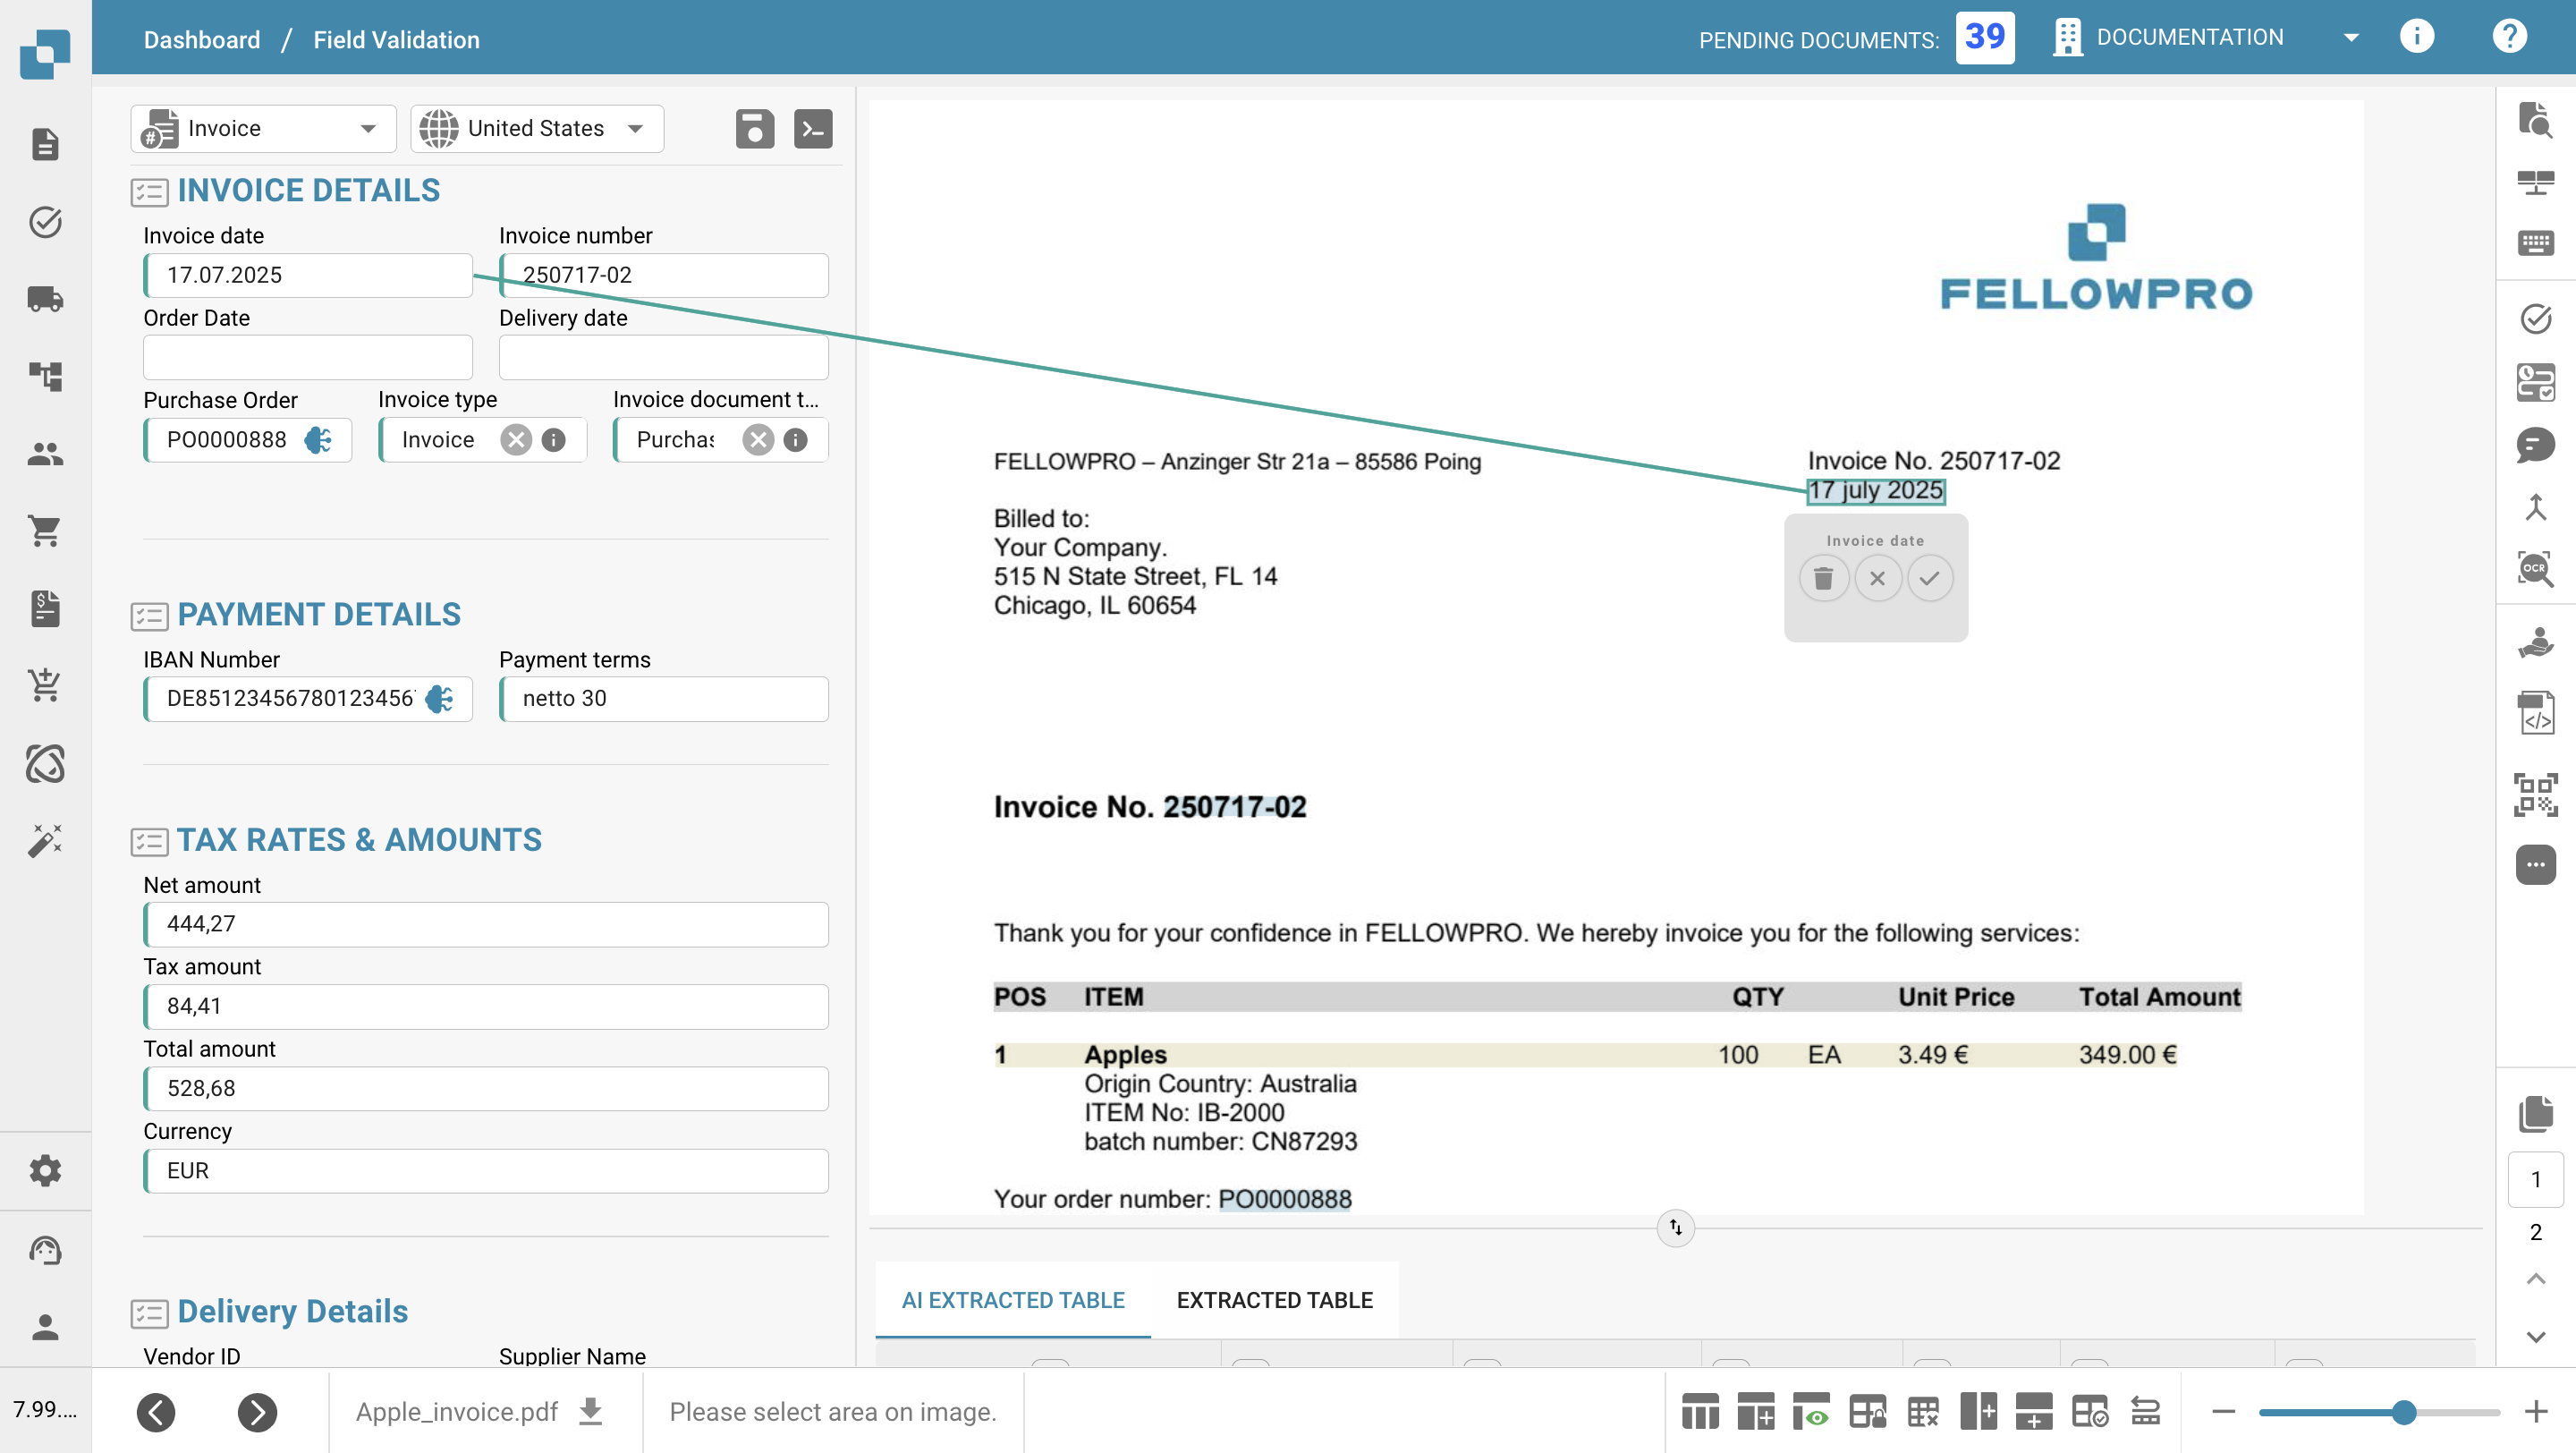 Dashboard / Field Validation
PENDING DOCUMENTS: 39
DOCUMENTATION
Invoice
United States
INVOICE DETAILS
Invoice date
Invoice number
17.07.2025
250717-02
Order Date
Delivery date
Purchase Order
Invoice type
Invoice document t...
PO0000888
Invoice
Purchas
PAYMENT DETAILS
IBAN Number
Payment terms
DE8512345678012345 6
netto 30
TAX RATES & AMOUNTS
Net amount
444,27
Tax amount
84,41
Total amount
528,68
Currency
EUR
Delivery Details
Vendor ID
Supplier Name
FELLOWPRO
FELLOWPRO – Anzinger Str 21a – 85586 Poing
Invoice No. 250717-02
17 july 2025
Invoice date
Billed to:
Your Company.
515 N State Street, FL 14
Chicago, IL 60654
Invoice No. 250717-02
Thank you for your confidence in FELLOWPRO. We hereby invoice you for the following services:
POS ITEM QTY Unit Price Total Amount
1 Apples 100 EA 3.49 € 349.00 €
Origin Country: Australia
ITEM No: IB-2000
batch number: CN87293
Your order number: PO0000888
AI EXTRACTED TABLE
EXTRACTED TABLE
OCR
1
2
7.99....
Apple_invoice.pdf
Please select area on image.